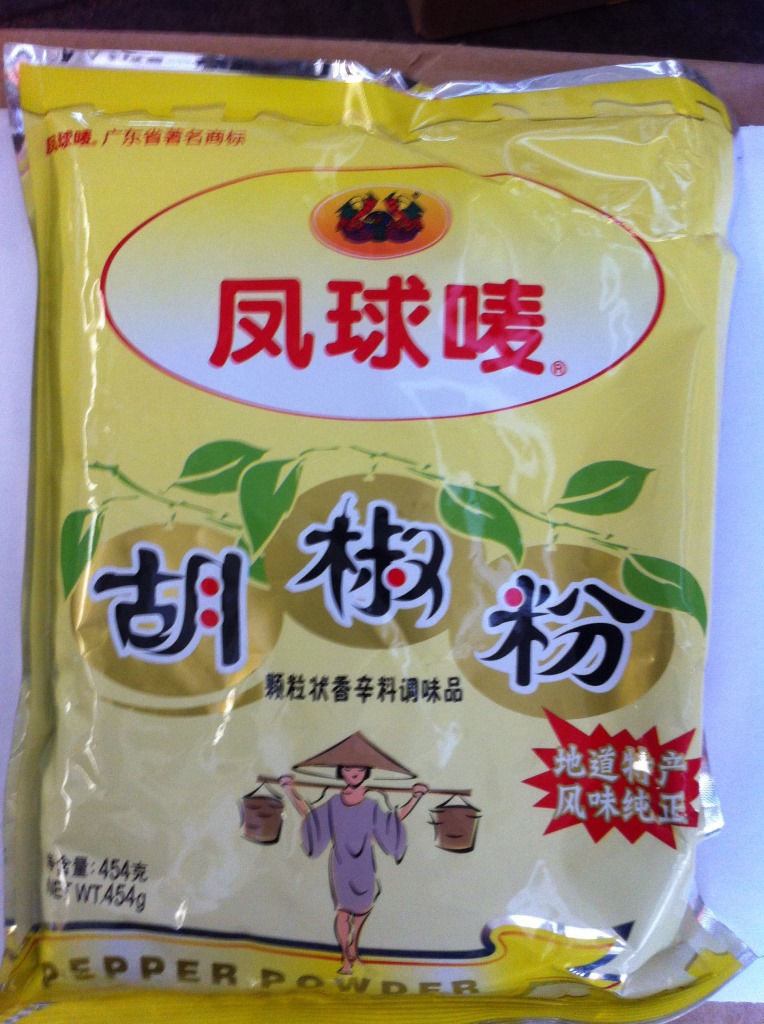 凤球唛® 广东省著名商标
凤球唛®
胡椒粉
颗粒状香辛料调味品
地道特产
风味纯正
净含量:454克
NET WT.454g
PEPPER POWDER